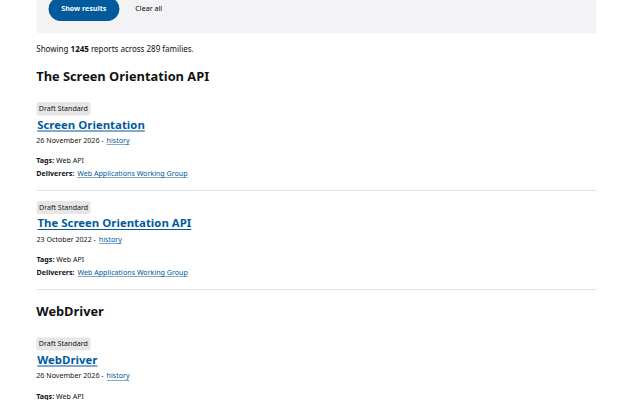 Show results
Clear all
Showing 1245 reports across 289 families.
The Screen Orientation API
Draft Standard
Screen Orientation
26 November 2026 - history
Tags: Web API
Deliverers: Web Applications Working Group
Draft Standard
The Screen Orientation API
23 October 2022 - history
Tags: Web API
Deliverers: Web Applications Working Group
WebDriver
Draft Standard
WebDriver
26 November 2026 - history
Tags: Web API